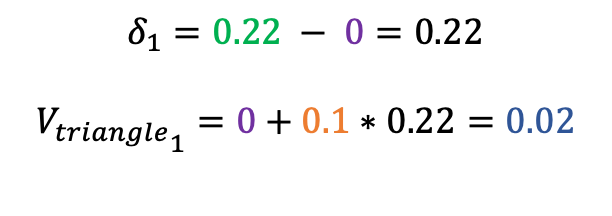 δ₁ = 0.22 − 0 = 0.22
V_triangle₁ = 0 + 0.1 * 0.22 = 0.02